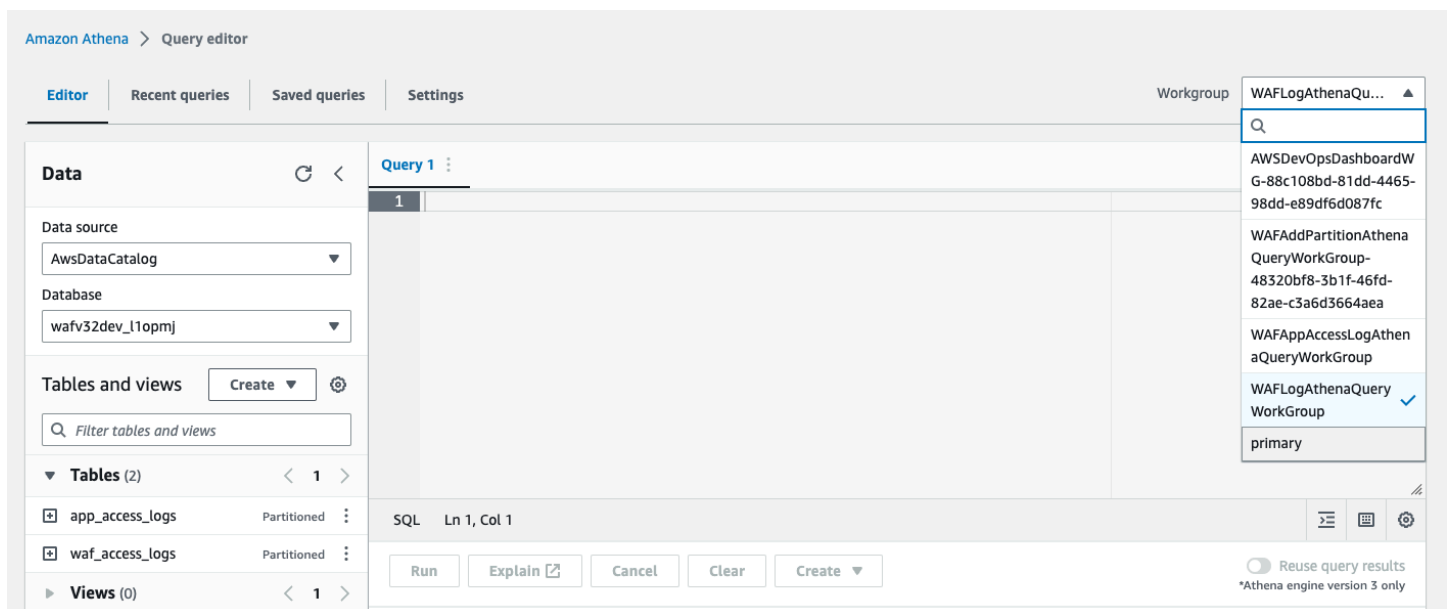 Amazon Athena > Query editor
Editor Recent queries Saved queries Settings Workgroup WAFLogAthenaQu...
AWSDevOpsDashboardW
G-88c108bd-81dd-4465-
98dd-e89df6d087fc
WAFAddPartitionAthena
QueryWorkGroup-
48320bf8-3b1f-46fd-
82ae-c3a6d3664aea
WAFAppAccessLogAthen
aQueryWorkGroup
WAFLogAthenaQuery
WorkGroup
primary
Data
Data source
AwsDataCatalog
Database
wafv32dev_l1opmj
Tables and views Create
Filter tables and views
Tables (2) < 1 >
app_access_logs Partitioned
waf_access_logs Partitioned
Views (0) < 1 >
Query 1
1
SQL Ln 1, Col 1
Run Explain Cancel Clear Create
Reuse query results
*Athena engine version 3 only